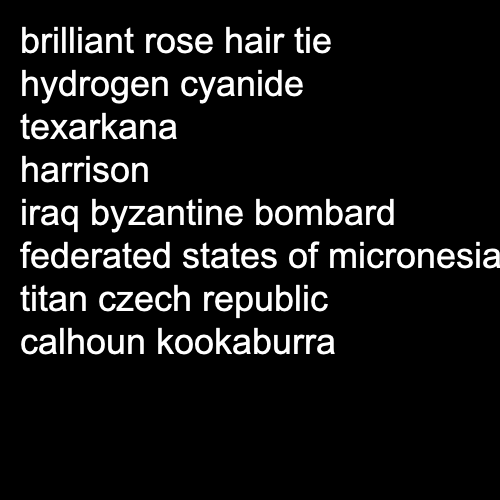 brilliant rose hair tie
hydrogen cyanide
texarkana
harrison
iraq byzantine bombard
federated states of micronesia
titan czech republic
calhoun kookaburra